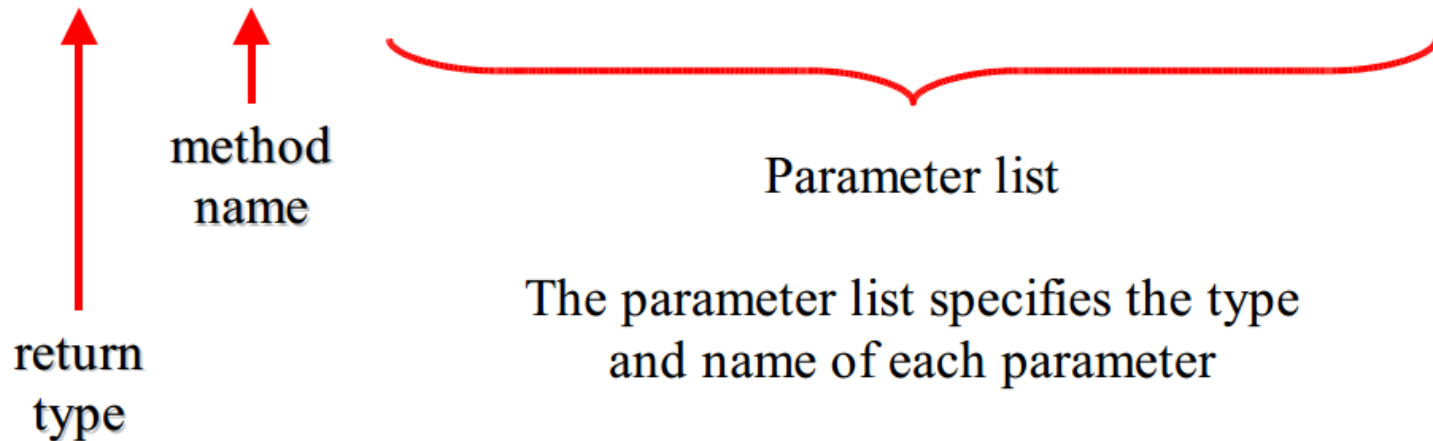 method
name
Parameter list
The parameter list specifies the type
and name of each parameter
return
type